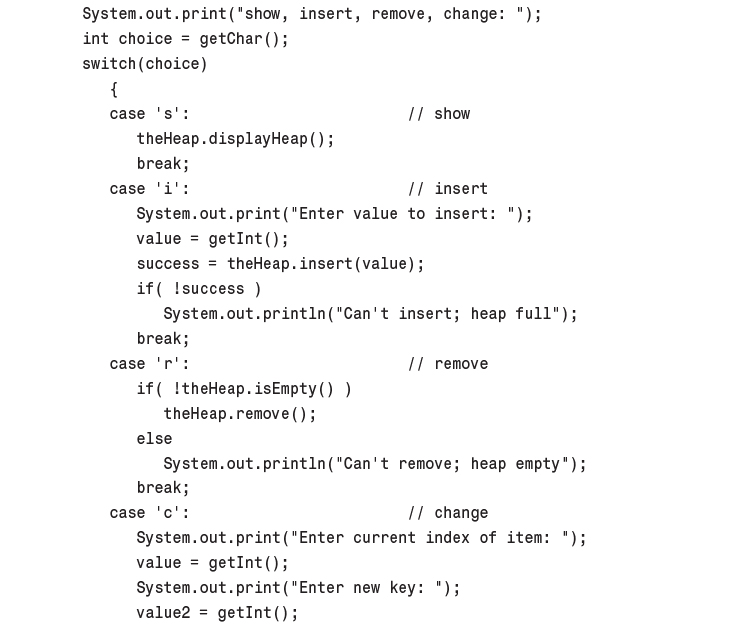 System.out.print("show, insert, remove, change: ");
int choice = getChar();
switch(choice)
{
case 's': // show
theHeap.displayHeap();
break;
case 'i': // insert
System.out.print("Enter value to insert: ");
value = getInt();
success = theHeap.insert(value);
if( !success )
System.out.println("Can't insert; heap full");
break;
case 'r': // remove
if( !theHeap.isEmpty() )
theHeap.remove();
else
System.out.println("Can't remove; heap empty");
break;
case 'c': // change
System.out.print("Enter current index of item: ");
value = getInt();
System.out.print("Enter new key: ");
value2 = getInt();